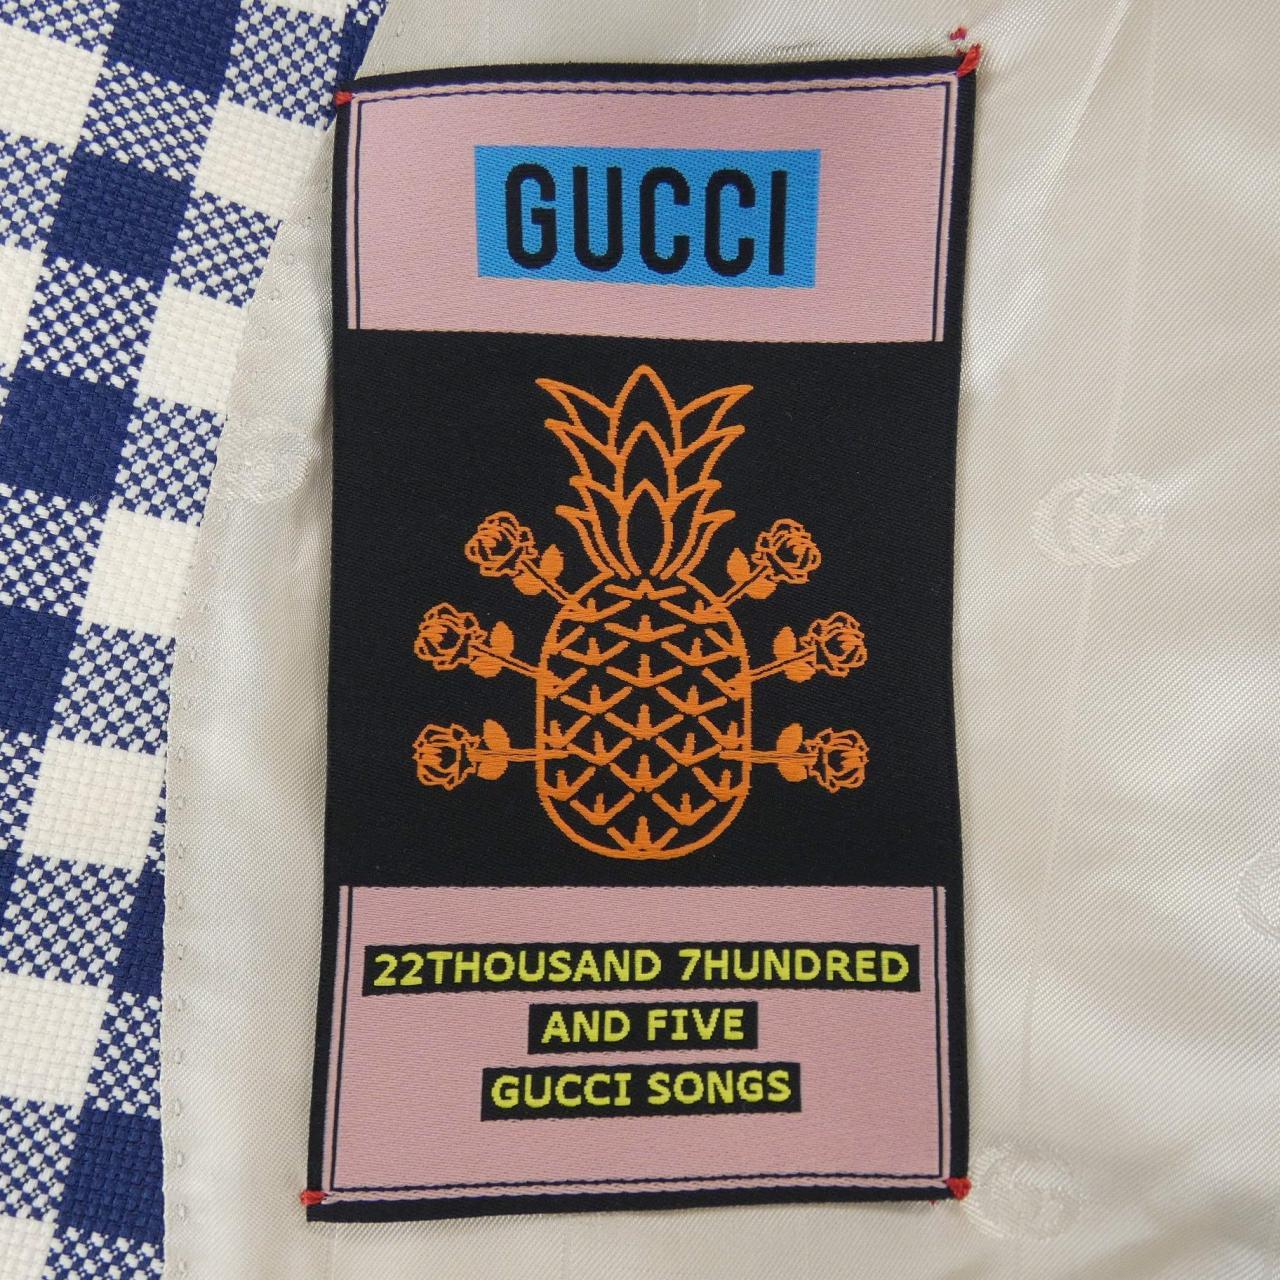 GUCCI
22THOUSAND 7HUNDRED
AND FIVE
GUCCI SONGS